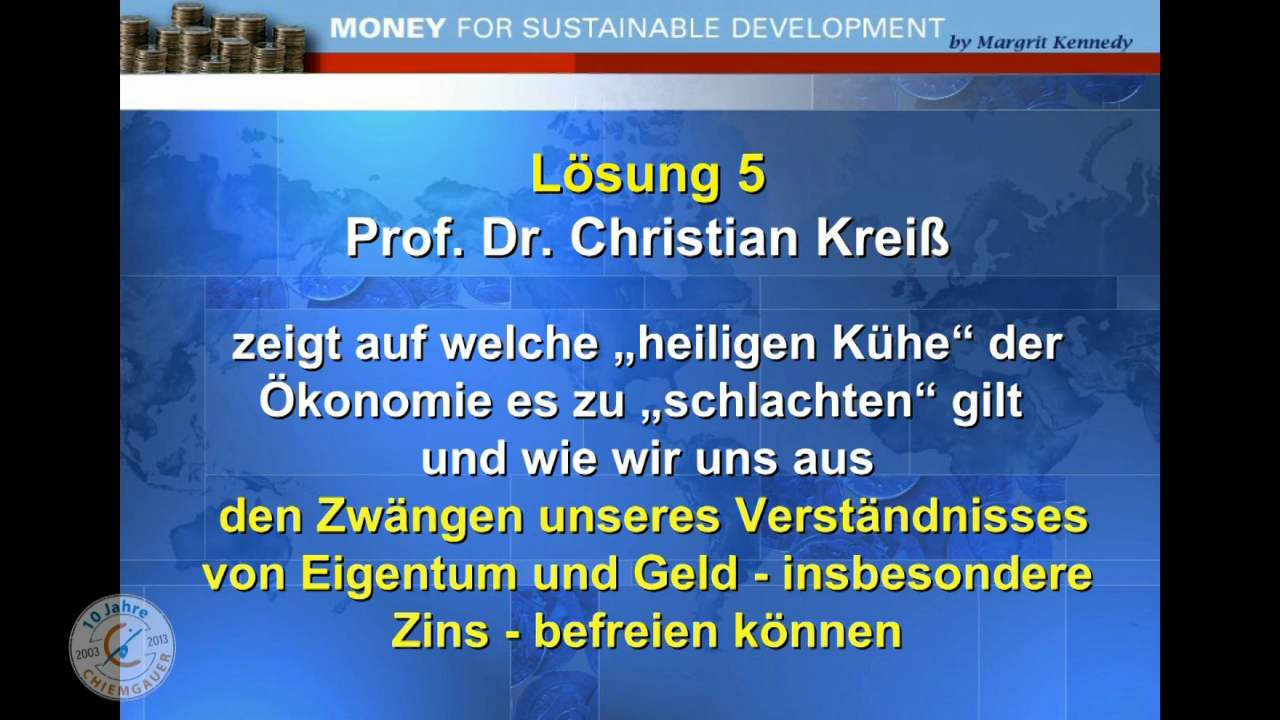 MONEY FOR SUSTAINABLE DEVELOPMENT
by Margrit Kennedy
Lösung 5
Prof. Dr. Christian Kreiß
zeigt auf welche „heiligen Kühe“ der
Ökonomie es zu „schlachten“ gilt
und wie wir uns aus
den Zwängen unseres Verständnisses
von Eigentum und Geld - insbesondere
Zins - befreien können
10 Jahre
2003
2013
CHIEMGAUER